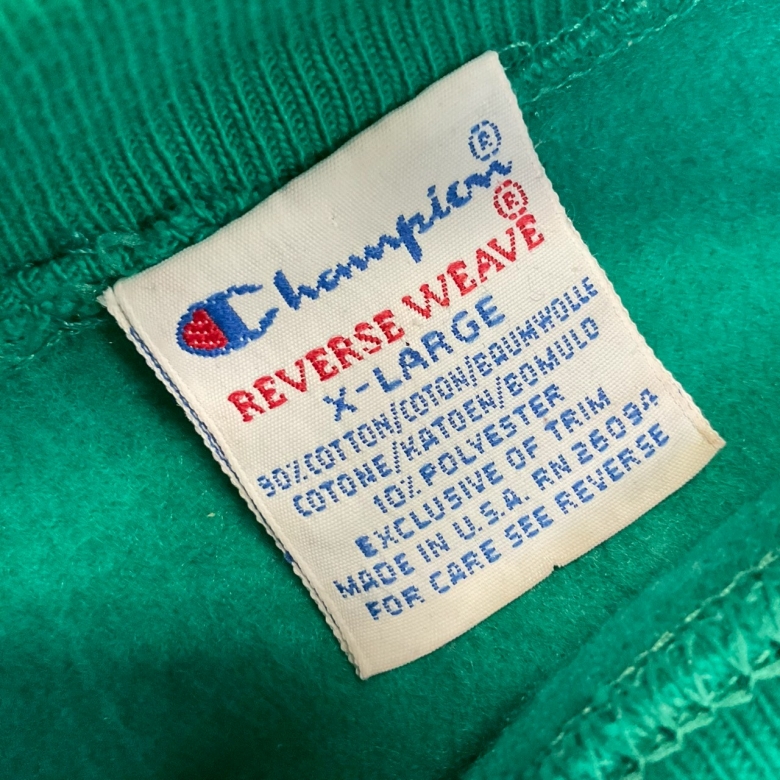 Champion®
REVERSE WEAVE®
X-LARGE
90%COTTON/COTON/BAUMWOLLE
COTONE/KATOEN/BOMULD
10% POLYESTER
EXCLUSIVE OF TRIM
MADE IN U.S.A. RN 26094
FOR CARE SEE REVERSE